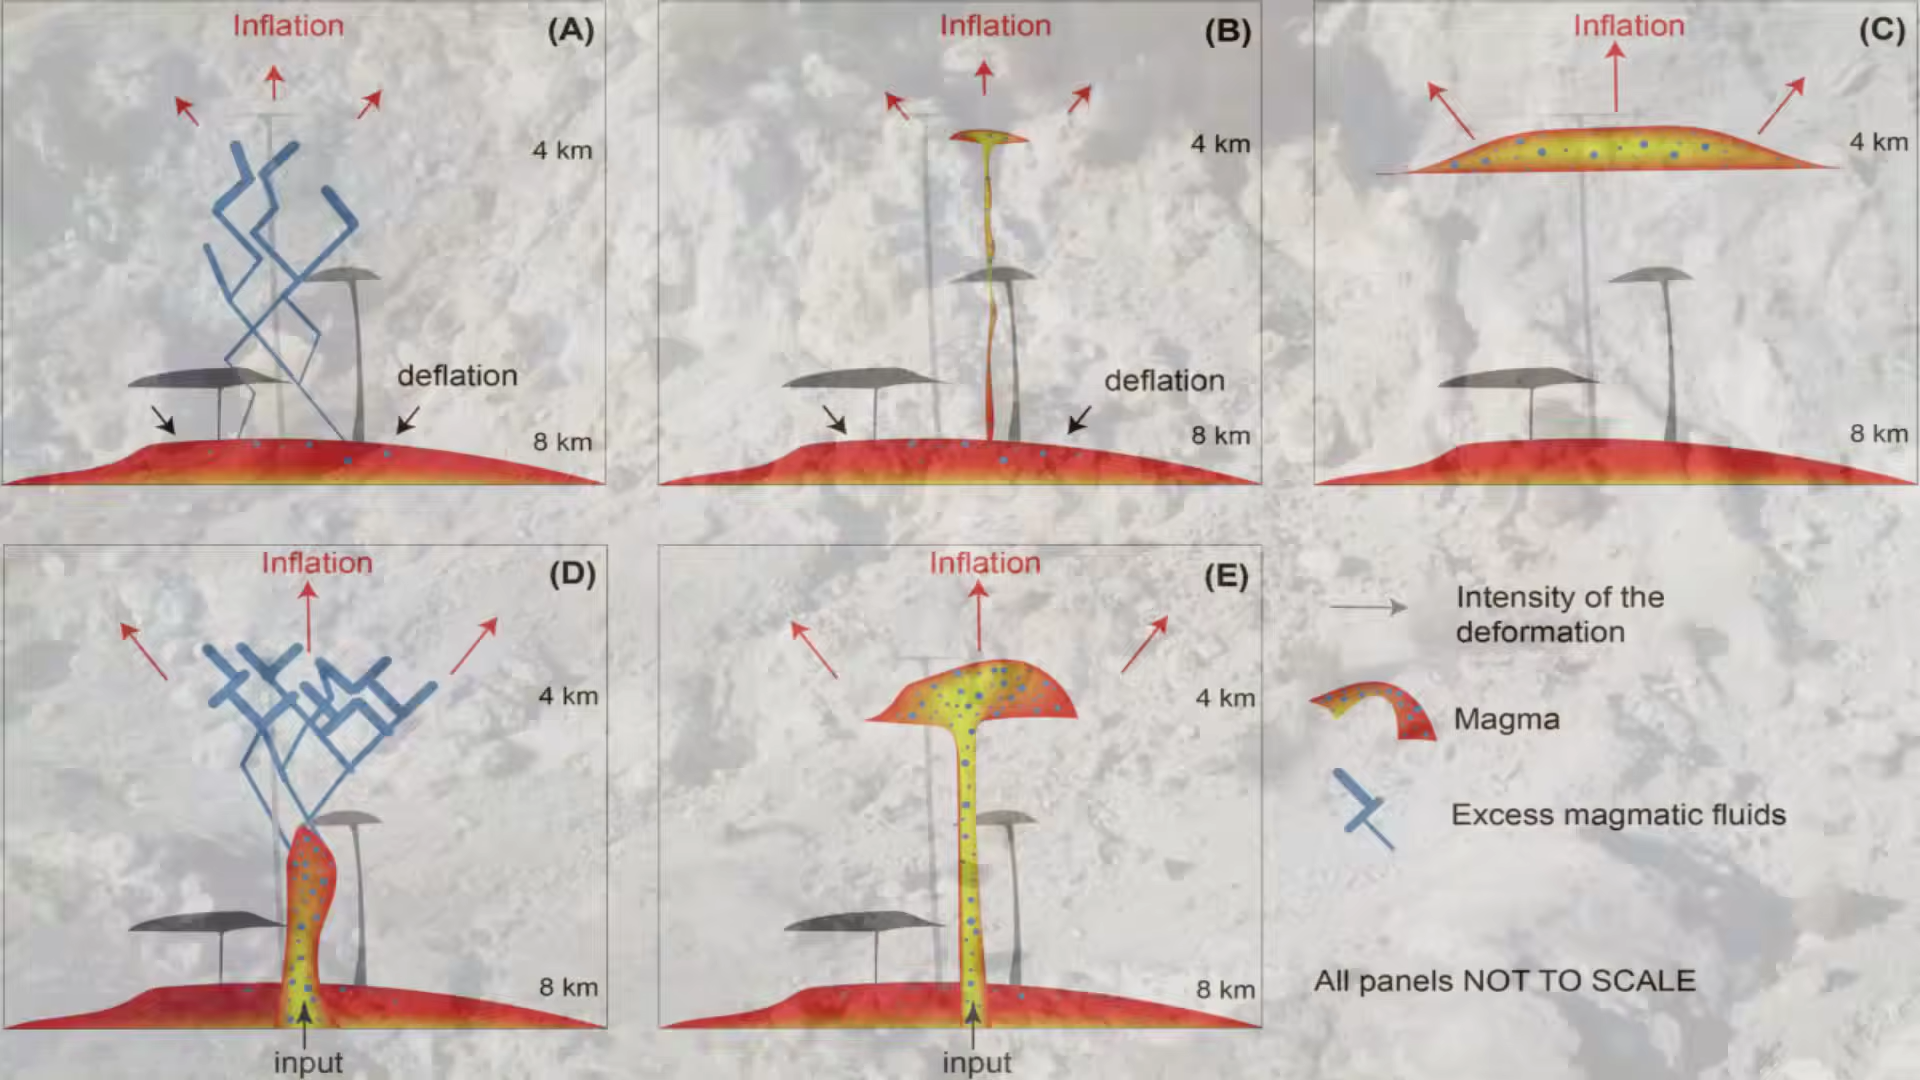 Inflation
(A)
4 km
deflation
8 km
Inflation
(B)
4 km
deflation
8 km
Inflation
(C)
4 km
8 km
Inflation
(D)
4 km
8 km
input
Inflation
(E)
4 km
8 km
input
Intensity of the
deformation
Magma
Excess magmatic fluids
All panels NOT TO SCALE